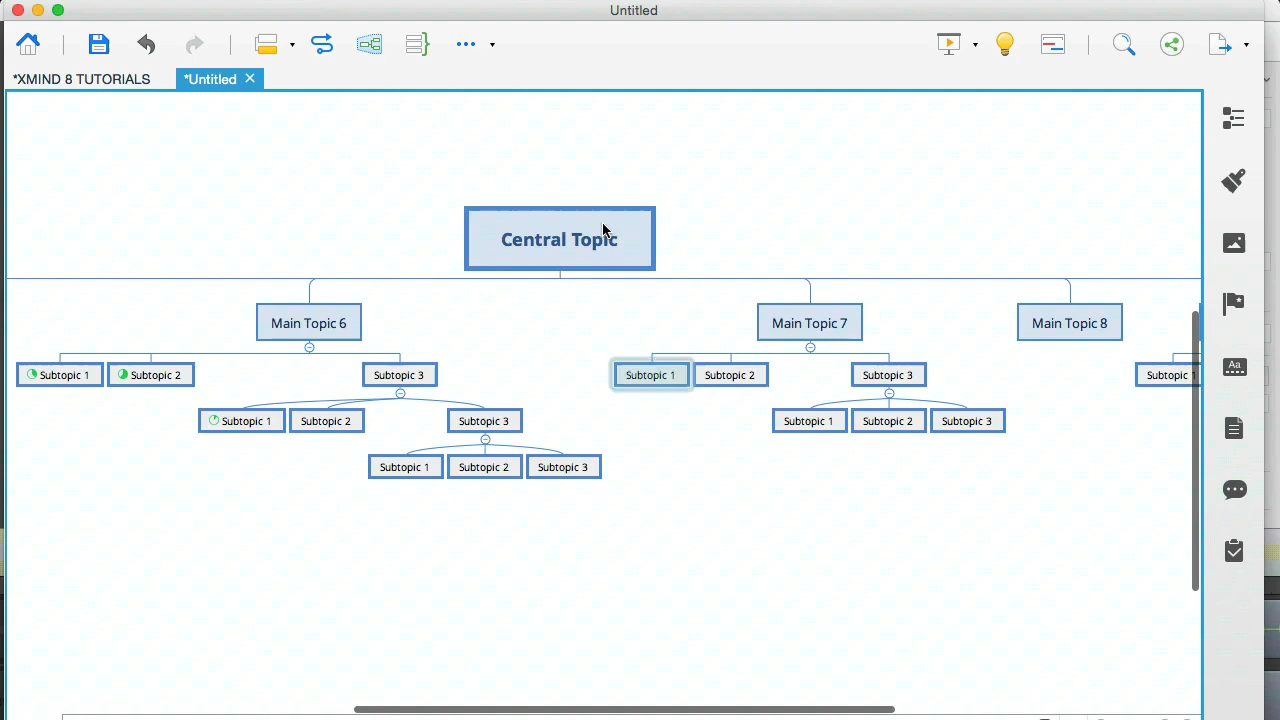 Untitled
*XMIND 8 TUTORIALS
*Untitled
Central Topic
Main Topic 6
Main Topic 7
Main Topic 8
Subtopic 1
Subtopic 2
Subtopic 3
Subtopic 1
Subtopic 2
Subtopic 3
Subtopic 1
Aa
Subtopic 1
Subtopic 2
Subtopic 3
Subtopic 1
Subtopic 2
Subtopic 3
Subtopic 1
Subtopic 2
Subtopic 3